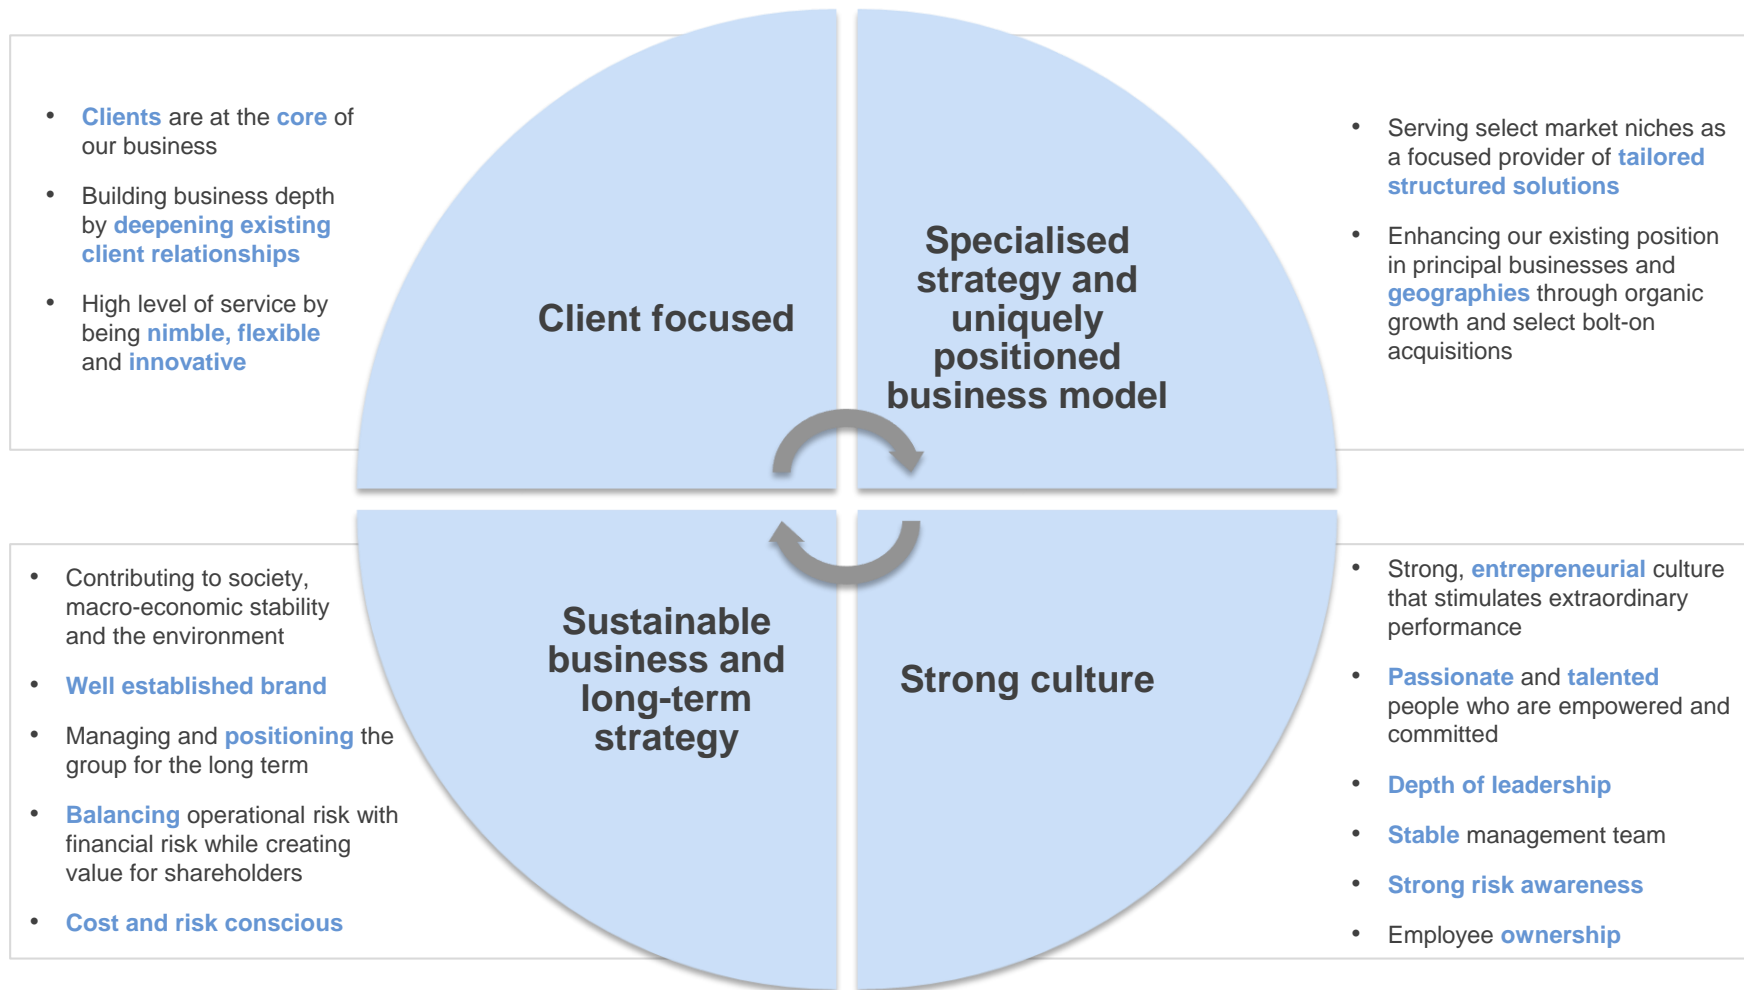 • Clients are at the core of
our business
• Building business depth
by deepening existing
client relationships
• High level of service by
being nimble, flexible
and innovative
Client focused
Specialised
strategy and
uniquely
positioned
business model
• Serving select market niches as
a focused provider of tailored
structured solutions
• Enhancing our existing position
in principal businesses and
geographies through organic
growth and select bolt-on
acquisitions
• Contributing to society,
macro-economic stability
and the environment
• Well established brand
• Managing and positioning the
group for the long term
• Balancing operational risk with
financial risk while creating
value for shareholders
• Cost and risk conscious
Sustainable
business and
long-term
strategy
Strong culture
• Strong, entrepreneurial culture
that stimulates extraordinary
performance
• Passionate and talented
people who are empowered and
committed
• Depth of leadership
• Stable management team
• Strong risk awareness
• Employee ownership